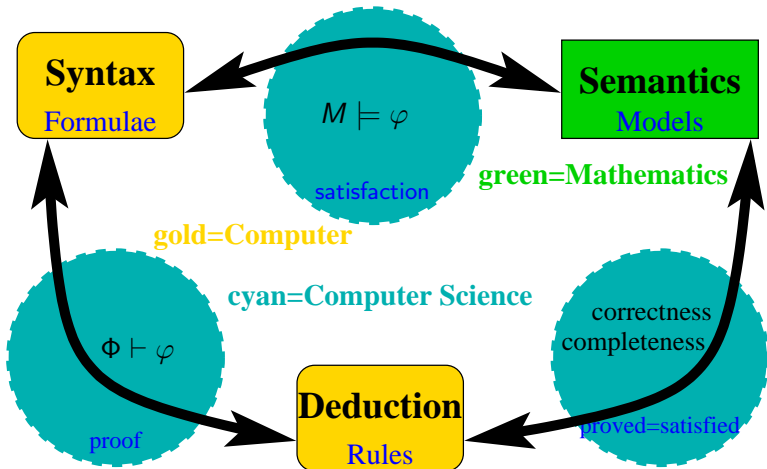 Syntax
Formulae
M ⊨ φ
satisfaction
Semantics
Models
green=Mathematics
gold=Computer
cyan=Computer Science
Φ ⊢ φ
proof
correctness
completeness
proved=satisfied
Deduction
Rules